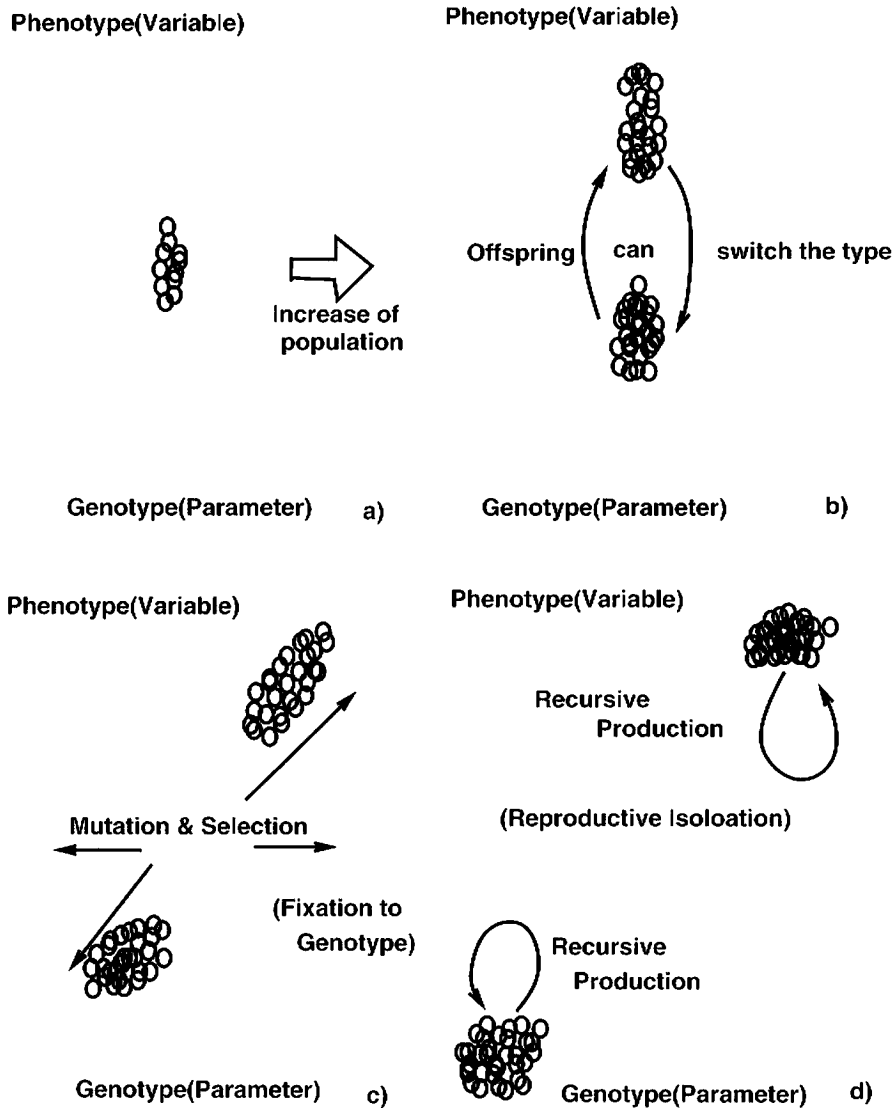 Phenotype(Variable)
Increase of
population
Genotype(Parameter) a)
Phenotype(Variable)
Offspring can switch the type
Genotype(Parameter) b)
Phenotype(Variable)
Mutation & Selection
(Fixation to
Genotype)
Genotype(Parameter) c)
Phenotype(Variable)
Recursive
Production
(Reproductive Isoloation)
Recursive
Production
Genotype(Parameter) d)